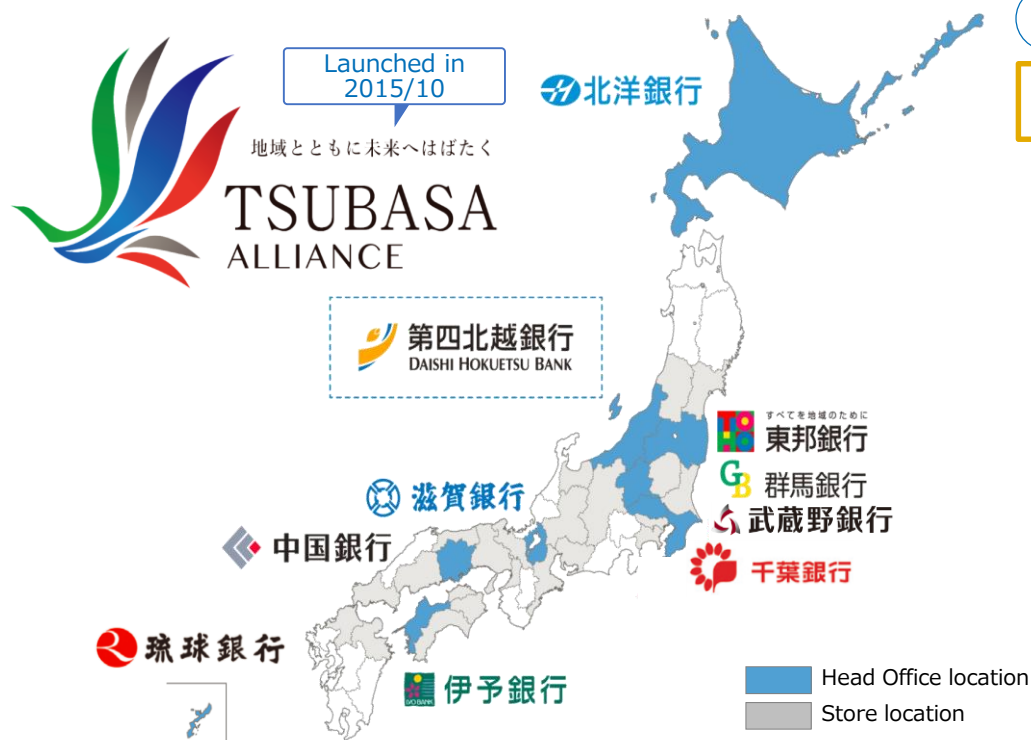 Launched in
2015/10
北洋銀行
地域とともに未来へはばたく
TSUBASA
ALLIANCE
第四北越銀行
DAISHI HOKUETSU BANK
すべてを地域のために
TOHO
東邦銀行
GB 群馬銀行
滋賀銀行
武蔵野銀行
中国銀行
千葉銀行
琉球銀行
IYO BANK
伊予銀行
Head Office location
Store location